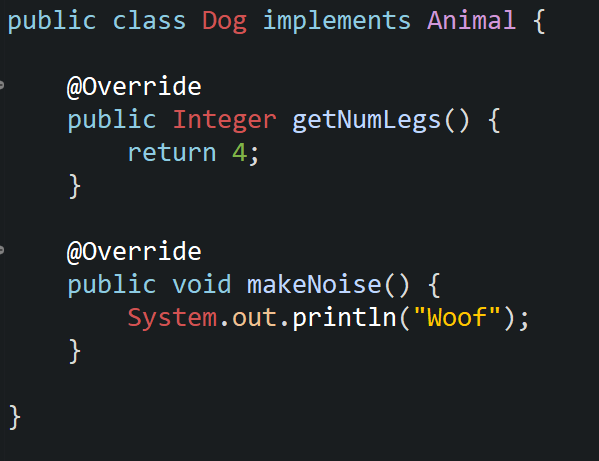 public class Dog implements Animal {
@Override
public Integer getNumLegs() {
return 4;
}
@Override
public void makeNoise() {
System.out.println("Woof");
}
}